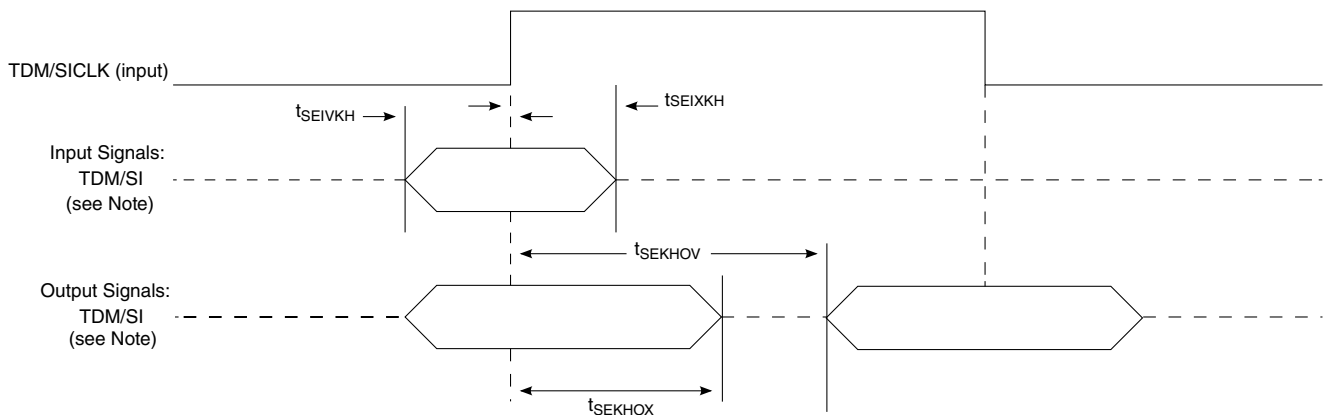 TDM/SICLK (input)
tSEIVKH
tSEIXKH
Input Signals:
TDM/SI
(see Note)
tSEKHOV
Output Signals:
TDM/SI
(see Note)
tSEKHOX